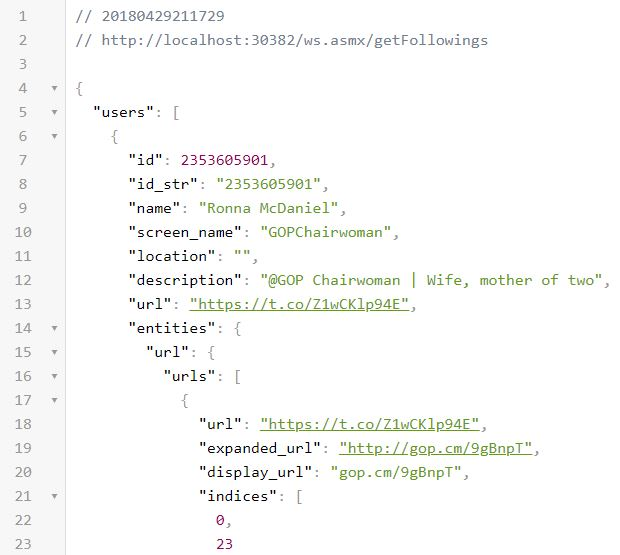 1 // 20180429211729
2 // http://localhost:30382/ws.asmx/getFollowings
3
4 {
5 "users": [
6 {
7 "id": 2353605901,
8 "id_str": "2353605901",
9 "name": "Ronna McDaniel",
10 "screen_name": "GOPChairwoman",
11 "location": "",
12 "description": "@GOP Chairwoman | Wife, mother of two",
13 "url": "https://t.co/Z1wCKlp94E",
14 "entities": {
15 "url": {
16 "urls": [
17 {
18 "url": "https://t.co/Z1wCKlp94E",
19 "expanded_url": "http://gop.cm/9gBnpT",
20 "display_url": "gop.cm/9gBnpT",
21 "indices": [
22 0,
23 23